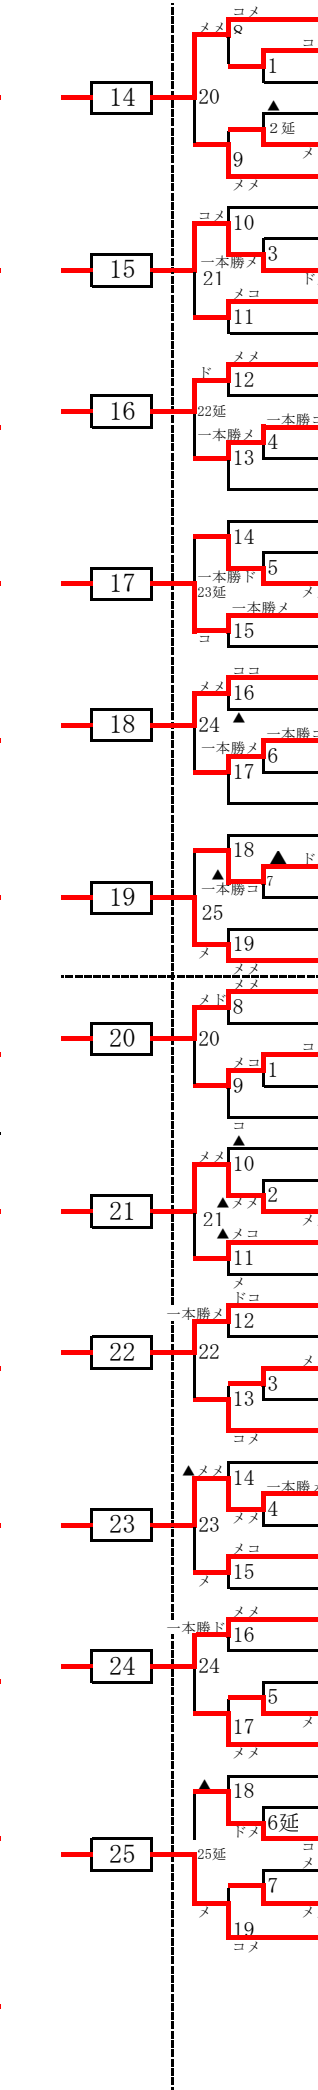 コメ
メメ 8
コ
1
14 20 ▲
2延
メ
9
メメ
コメ 10
一本勝メ 3
15 21 ド
メコ
11
メメ
ド 12
16 22延 一本勝コ
一本勝メ 4
13
14
一本勝ド 5
17 23延 メ
一本勝メ
コ 15
ココ
メメ 16
18 24 ▲
一本勝コ
一本勝メ 6
17
18 ▲ ド
▲ 7
一本勝コ
19 25
メ 19
メメ
メメ
メド 8
20 20 コ
メコ 1
9
コ
▲
メメ 10
2
▲メメ
21 21 メ
▲メコ
11
メ
ドコ
一本勝メ 12
22 22 メ
3
13
コメ
▲メメ 14
一本勝
メメ 4
23 23
メコ
メ 15
メメ
一本勝ド 16
24 24
5
メ
17
メメ
▲ 18
6延
ドメ
コ
25 25延 メ
7
メ メ
19
コメ